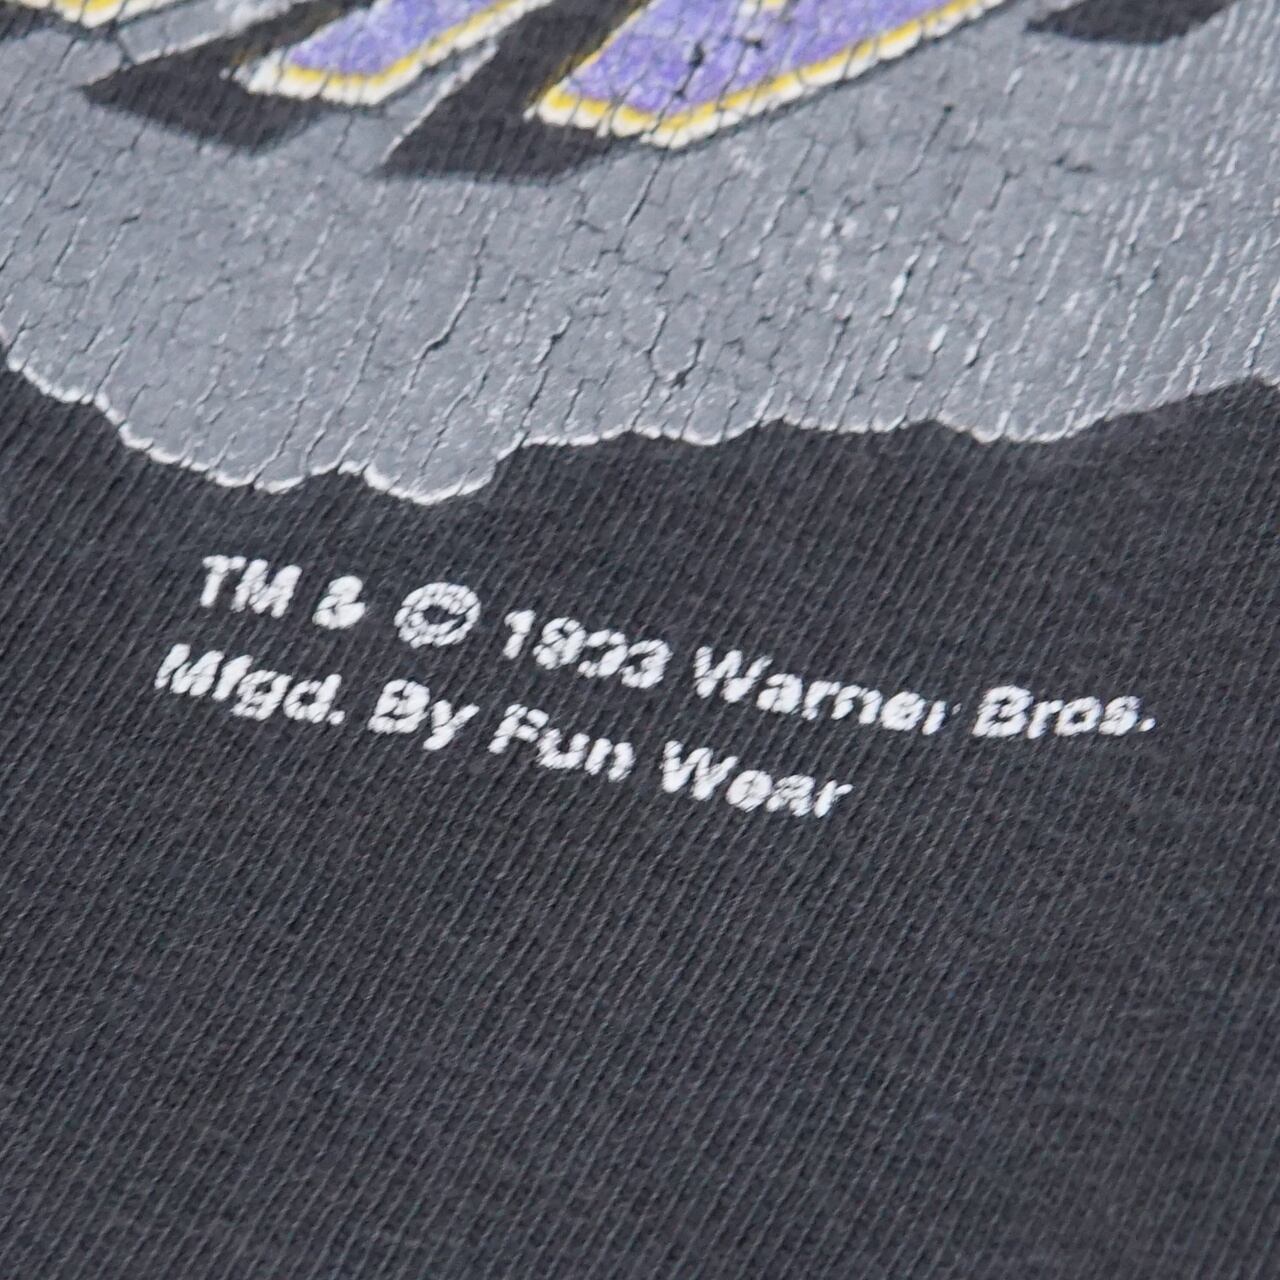 TM & © 1993 Warner Bros.
Mfgd. By Fun Wear